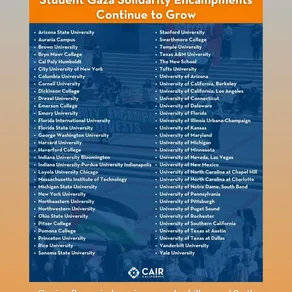 Student Gaza Solidarity Encampments
Continue to Grow
• Arizona State University
• Auraria Campus
• Brown University
• Bryn Mawr College
• Cal Poly Humboldt
• City University of New York
• Columbia University
• Cornell University
• Dickinson College
• Drexel University
• Emerson College
• Emory University
• Florida International University
• Florida State University
• George Washington University
• Harvard University
• Haverford College
• Indiana University Bloomington
• Indiana University-Purdue University Indianapolis
• Loyola University Chicago
• Massachusetts Institute of Technology
• Michigan State University
• New York University
• Northeastern University
• Northwestern University
• Ohio State University
• Pitzer College
• Pomona College
• Princeton University
• Rice University
• Sonoma State University
• Stanford University
• Swarthmore College
• Temple University
• Texas A&M University
• The New School
• Tufts University
• University of Arizona
• University of California, Berkeley
• University of California, Los Angeles
• University of Connecticut
• University of Delaware
• University of Florida
• University of Illinois Urbana-Champaign
• University of Kansas
• University of Maryland
• University of Michigan
• University of Minnesota
• University of Nevada, Las Vegas
• University of New Mexico
• University of North Carolina at Chapel Hill
• University of North Carolina at Charlotte
• University of Notre Dame, South Bend
• University of Pennsylvania
• University of Pittsburgh
• University of Puget Sound
• University of Rochester
• University of Southern California
• University of Texas at Austin
• University of Texas at Dallas
• Vanderbilt University
• Yale University
CAIR
CALIFORNIA